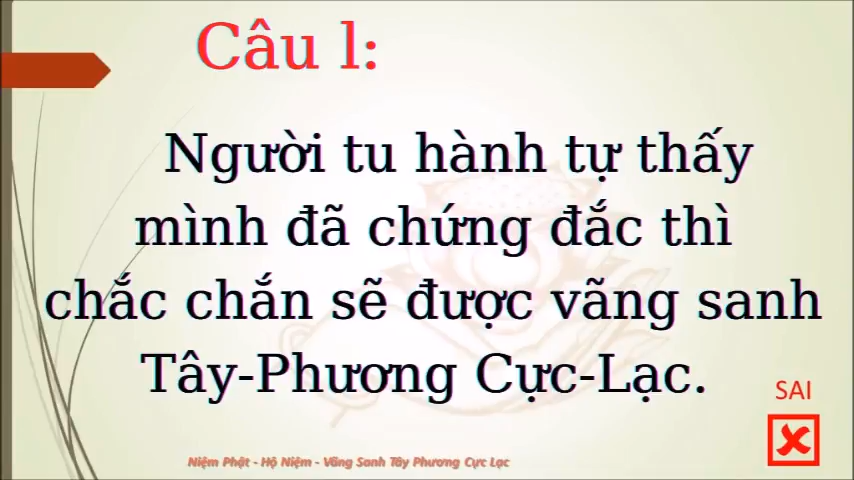 Câu l:
Người tu hành tự thấy
mình đã chứng đắc thì
chắc chắn sẽ được vãng sanh
Tây-Phương Cực-Lạc.
SAI
Niệm Phật - Hộ Niệm - Vãng Sanh Tây Phương Cực Lạc